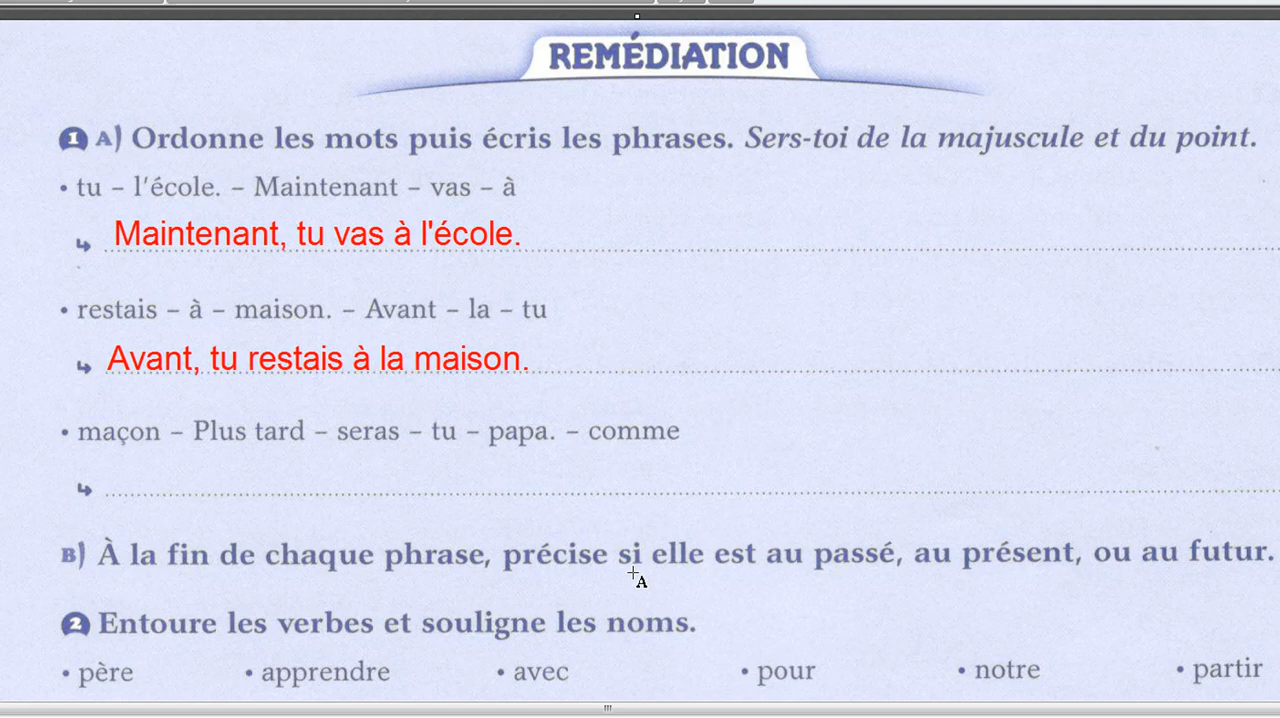 REMÉDIATION
1 A) Ordonne les mots puis écris les phrases. Sers-toi de la majuscule et du point.
• tu – l'école. – Maintenant – vas – à
↳ Maintenant, tu vas à l'école.
• restais – à – maison. – Avant – la – tu
↳ Avant, tu restais à la maison.
• maçon – Plus tard – seras – tu – papa. – comme
↳
B) À la fin de chaque phrase, précise si elle est au passé, au présent, ou au futur.
A
2 Entoure les verbes et souligne les noms.
• père • apprendre • avec • pour • notre • partir